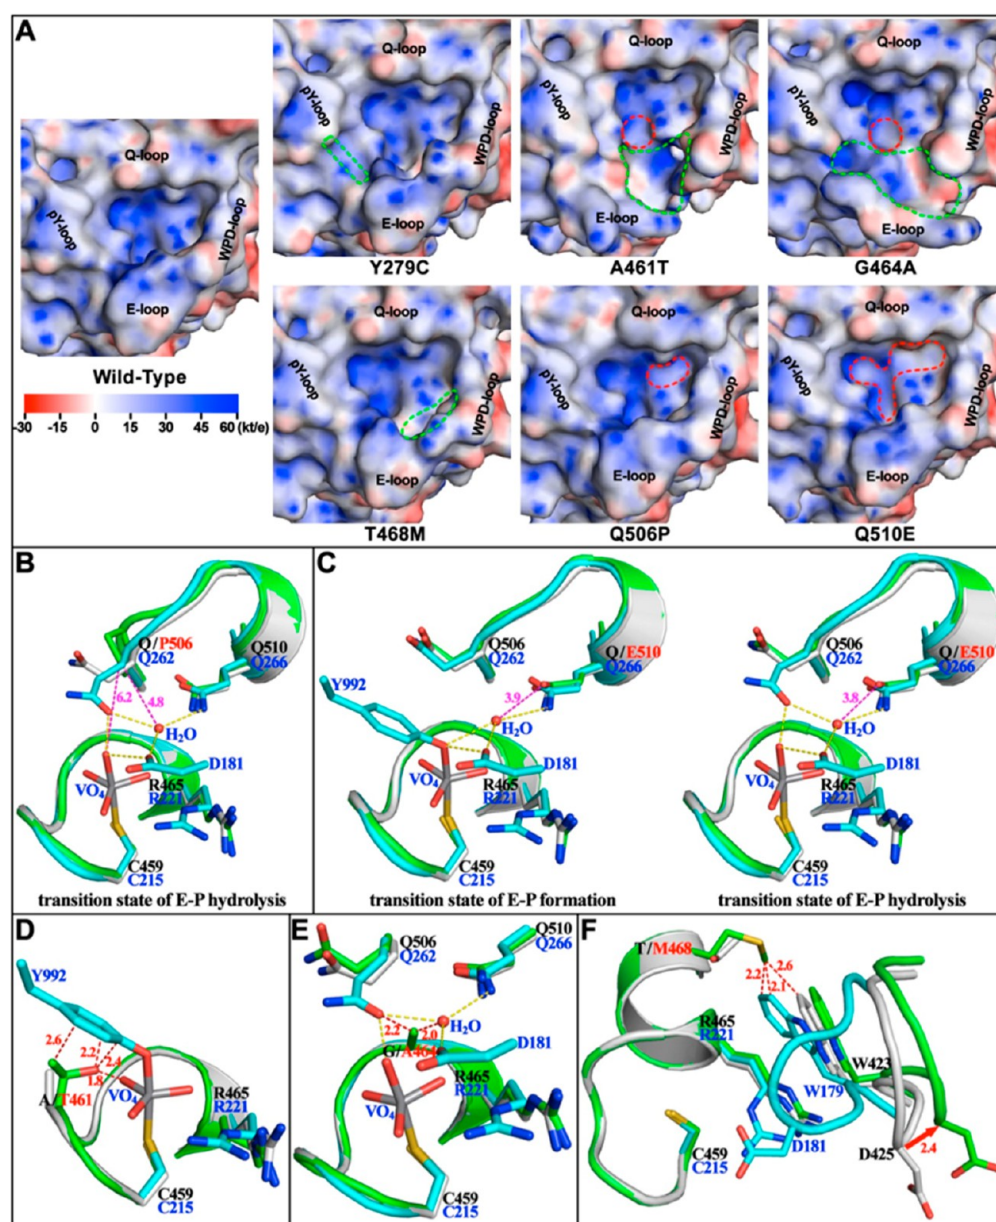 A
Q-loop
pY-loop
WPD-loop
E-loop
Wild-Type
-30 -15 0 15 30 45 60 (kt/e)
Q-loop
pY-loop
WPD-loop
E-loop
Y279C
Q-loop
pY-loop
WPD-loop
E-loop
A461T
Q-loop
pY-loop
WPD-loop
E-loop
G464A
Q-loop
pY-loop
WPD-loop
E-loop
T468M
Q-loop
pY-loop
WPD-loop
E-loop
Q506P
Q-loop
pY-loop
WPD-loop
E-loop
Q510E
B
Q/P506
Q262
Q510
Q266
6.2
4.8
H2O
D181
VO4
R465
R221
C459
C215
transition state of E-P hydrolysis
C
Q506
Q262
Q/E510
Q266
Y992
3.9
H2O
D181
VO4
R465
R221
C459
C215
transition state of E-P formation
Q506
Q262
Q/E510
Q266
3.8
H2O
D181
VO4
R465
R221
C459
C215
transition state of E-P hydrolysis
D
Y992
2.6
2.2
2.4
1.8
A/T461
VO4
R465
R221
C459
C215
E
Q506
Q262
Q510
Q266
2.2
2.0
H2O
G/A464
D181
VO4
R465
R221
C459
C215
F
T/M468
2.2
2.6
2.1
R465
R221
W423
W179
C459
C215
D181
D425
2.4